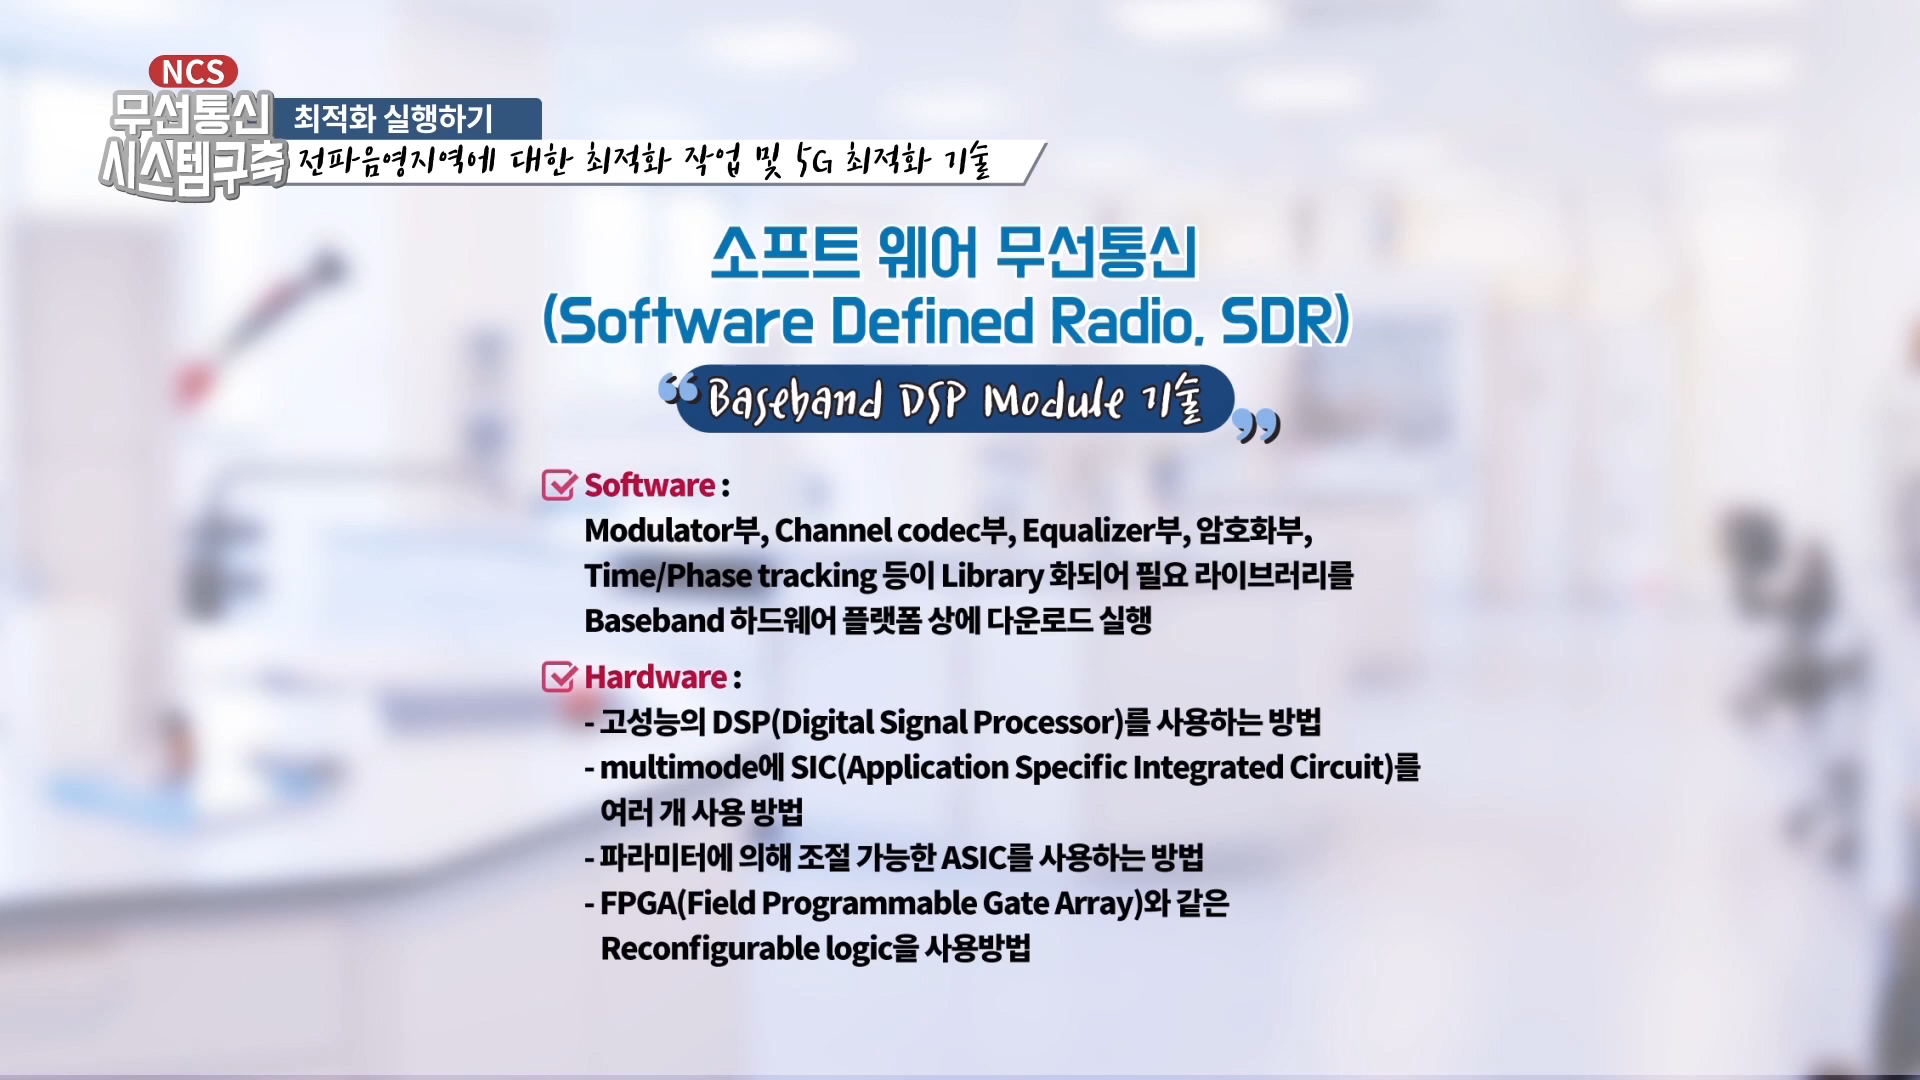 NCS
무선통신
시스템구축
최적화 실행하기
전파음영지역에 대한 최적화 작업 및 5G 최적화 기술
소프트 웨어 무선통신
(Software Defined Radio, SDR)
“Baseband DSP Module 기술”
Software :
Modulator부, Channel codec부, Equalizer부, 암호화부,
Time/Phase tracking 등이 Library 화되어 필요 라이브러리를
Baseband 하드웨어 플랫폼 상에 다운로드 실행
Hardware :
- 고성능의 DSP(Digital Signal Processor)를 사용하는 방법
- multimode에 SIC(Application Specific Integrated Circuit)를
여러 개 사용 방법
- 파라미터에 의해 조절 가능한 ASIC를 사용하는 방법
- FPGA(Field Programmable Gate Array)와 같은
Reconfigurable logic을 사용방법